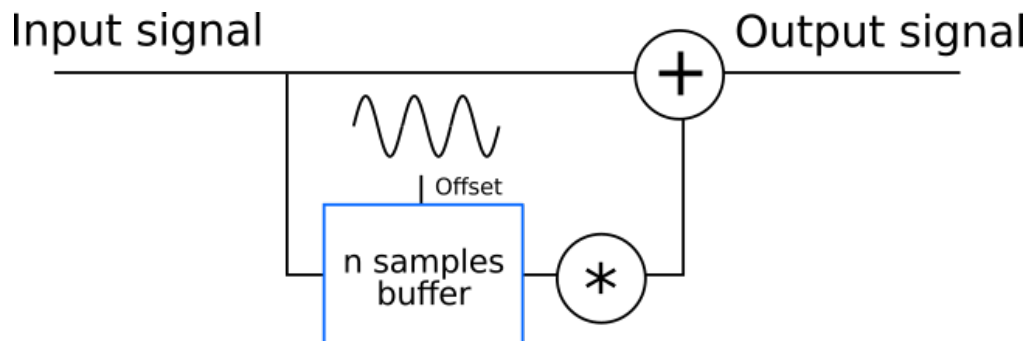 Input signal
Output signal
+
Offset
n samples
buffer
*